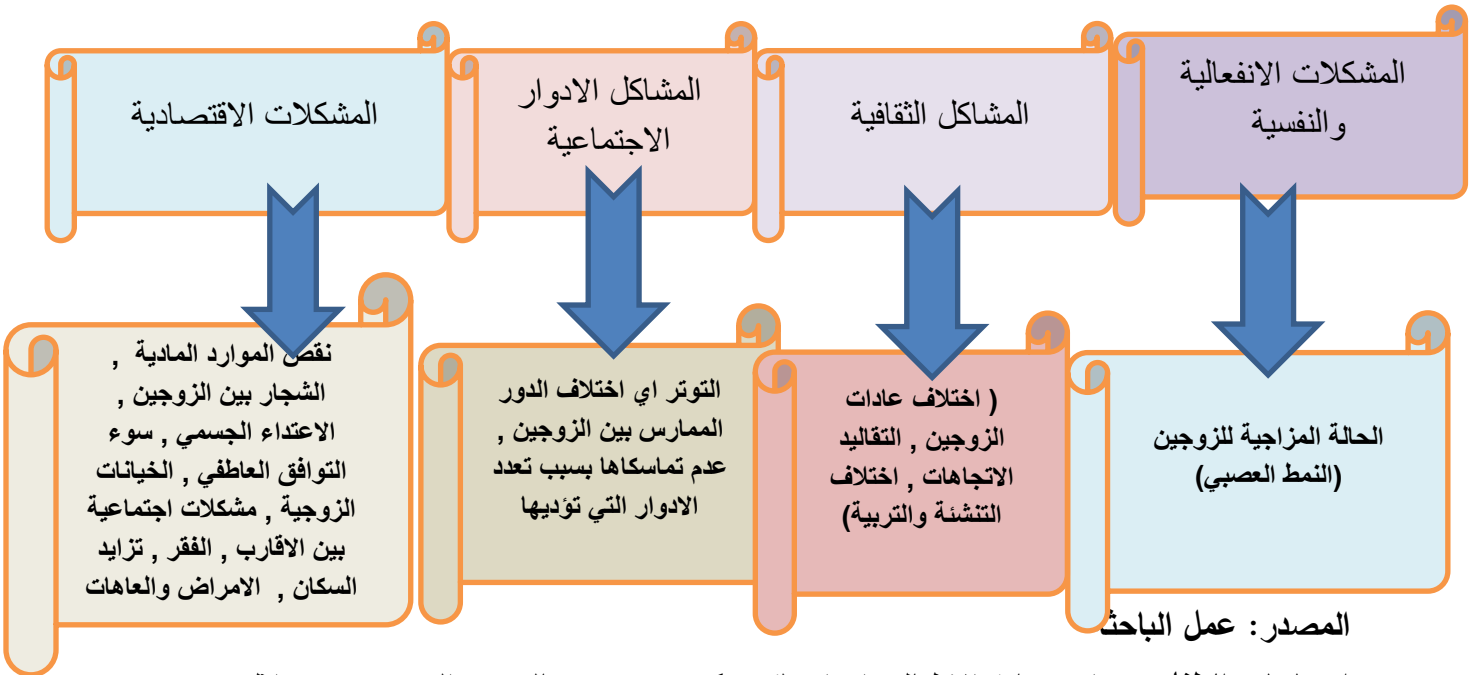 المشكلات الانفعالية
والنفسية
المشاكل الثقافية
المشاكل الادوار
الاجتماعية
المشكلات الاقتصادية
الحالة المزاجية للزوجين
(النمط العصبي)
( اختلاف عادات
الزوجين , التقاليد
الاتجاهات , اختلاف
التنشئة والتربية)
التوتر اي اختلاف الدور
الممارس بين الزوجين ,
عدم تماسكاها بسبب تعدد
الادوار التي تؤديها
نقص الموارد المادية ,
الشجار بين الزوجين ,
الاعتداء الجسمي , سوء
التوافق العاطفي , الخيانات
الزوجية , مشكلات اجتماعية
بين الاقارب , الفقر , تزايد
السكان , الامراض والعاهات
المصدر: عمل الباحث